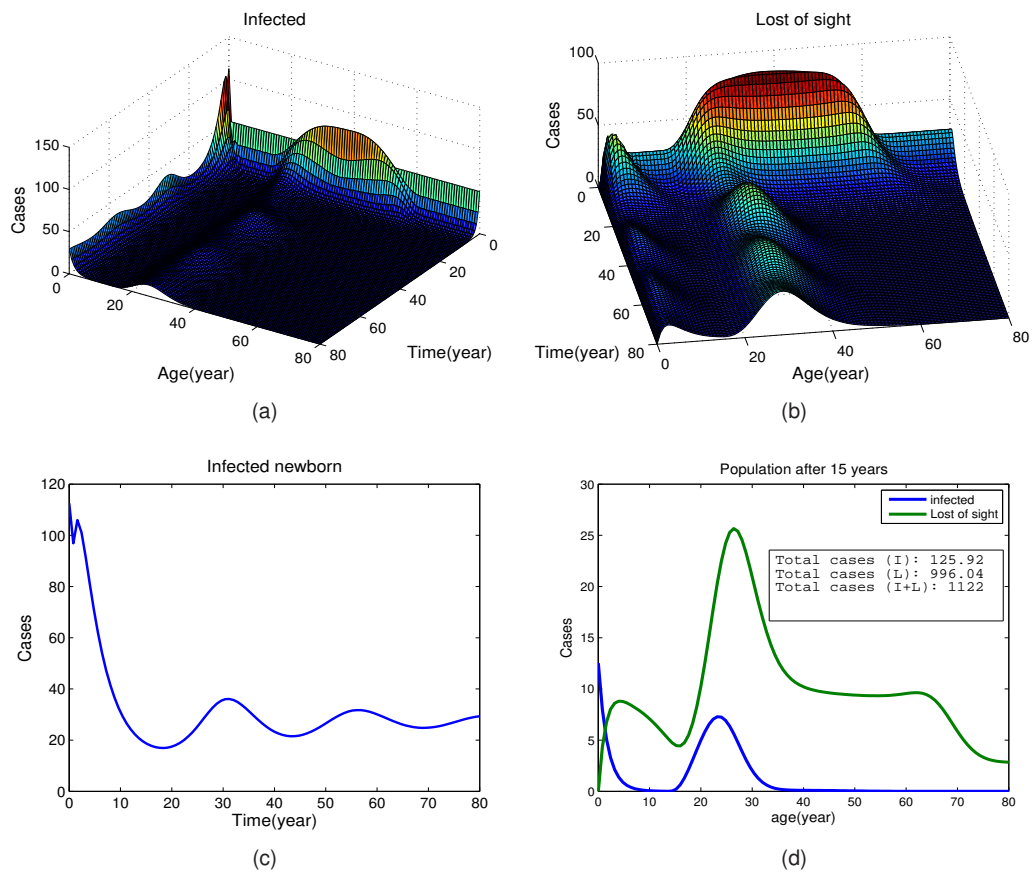 Infected
150
100
50
0
Cases
0
20
40
60
80
Age(year)
80
60
40
20
0
Time(year)
(a)
Lost of sight
100
50
0
Cases
0
20
40
60
80
Time(year)
0
20
40
60
80
Age(year)
(b)
Infected newborn
120
100
80
60
40
20
0
Cases
0 10 20 30 40 50 60 70 80
Time(year)
(c)
Population after 15 years
30
25
20
15
10
5
0
Cases
infected
Lost of sight
Total cases (I): 125.92
Total cases (L): 996.04
Total cases (I+L): 1122
0 10 20 30 40 50 60 70 80
age(year)
(d)